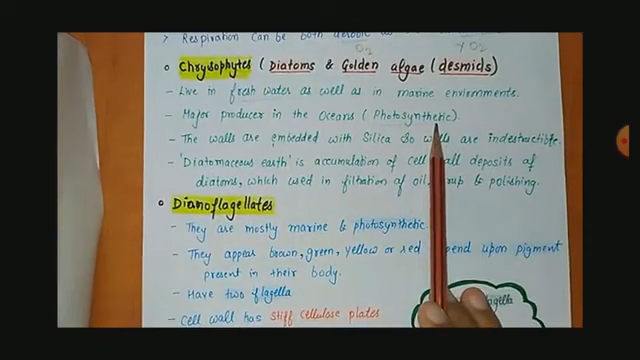 > Respiration can be both aerobic
O2 O2
Chrysophytes ( Diatoms & Golden algae ( desmids )
- Live in fresh water as well as in marine environments.
- Major producer in the Oceans ( Photosynthetic ).
- The walls are embedded with Silica so walls are indestructible.
- 'Diatomaceous earth' is accumulation of cell wall deposits of
diatoms, which used in filtration of oil, & polishing.
Dianoflagellates
- They are mostly marine & photosynthetic.
- They appear brown, green, yellow or red upon pigment
present in their body.
- Have two flagella
- Cell wall has stiff cellulose plates